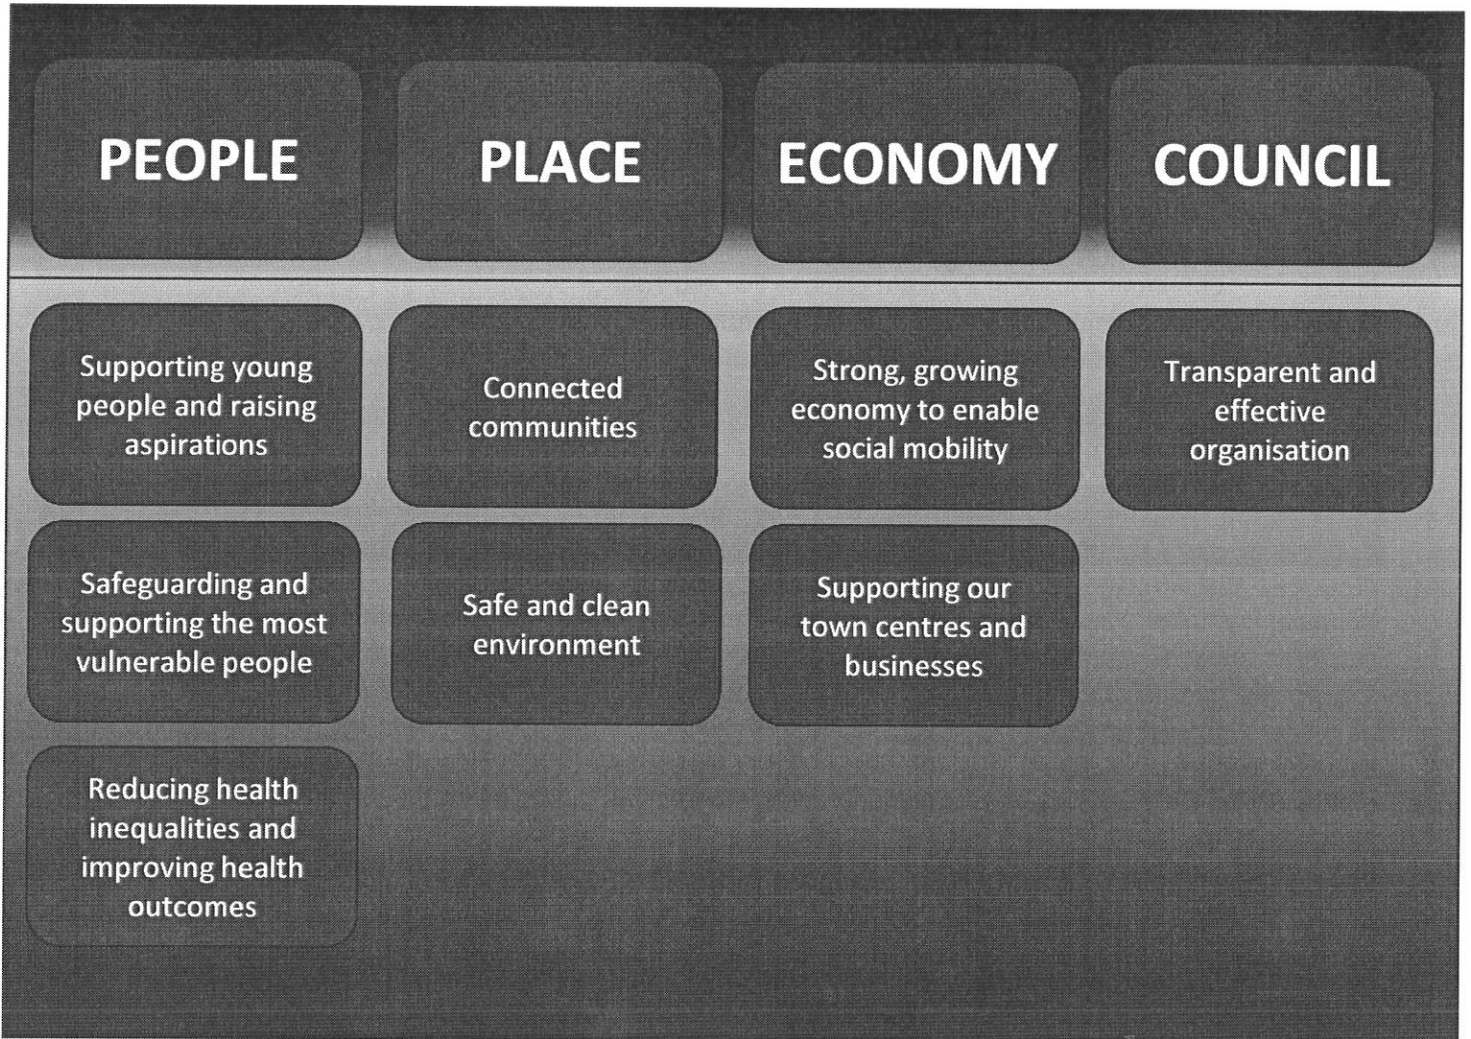 PEOPLE
PLACE
ECONOMY
COUNCIL
Supporting young
people and raising
aspirations
Connected
communities
Strong, growing
economy to enable
social mobility
Transparent and
effective
organisation
Safeguarding and
supporting the most
vulnerable people
Safe and clean
environment
Supporting our
town centres and
businesses
Reducing health
inequalities and
improving health
outcomes